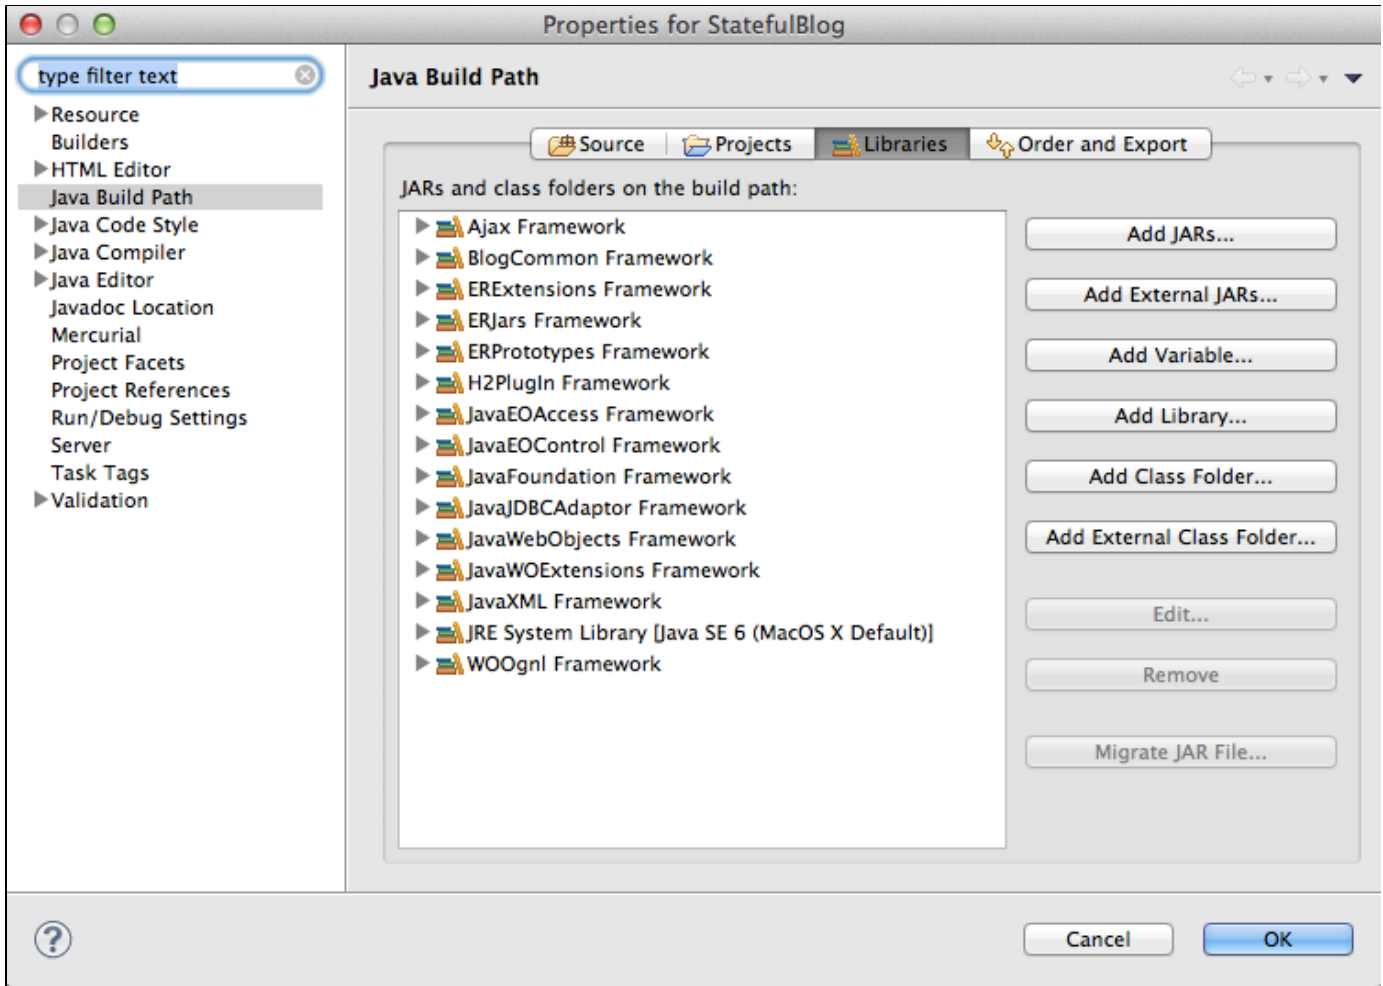 Properties for StatefulBlog
type filter text
Resource
Builders
HTML Editor
Java Build Path
Java Code Style
Java Compiler
Java Editor
Javadoc Location
Mercurial
Project Facets
Project References
Run/Debug Settings
Server
Task Tags
Validation
Java Build Path
Source Projects Libraries Order and Export
JARs and class folders on the build path:
Ajax Framework
BlogCommon Framework
ERExtensions Framework
ERJars Framework
ERPrototypes Framework
H2PlugIn Framework
JavaEOAccess Framework
JavaEOControl Framework
JavaFoundation Framework
JavaJDBCAdaptor Framework
JavaWebObjects Framework
JavaWOExtensions Framework
JavaXML Framework
JRE System Library [Java SE 6 (MacOS X Default)]
WOOgnl Framework
Add JARs...
Add External JARs...
Add Variable...
Add Library...
Add Class Folder...
Add External Class Folder...
Edit...
Remove
Migrate JAR File...
?
Cancel
OK